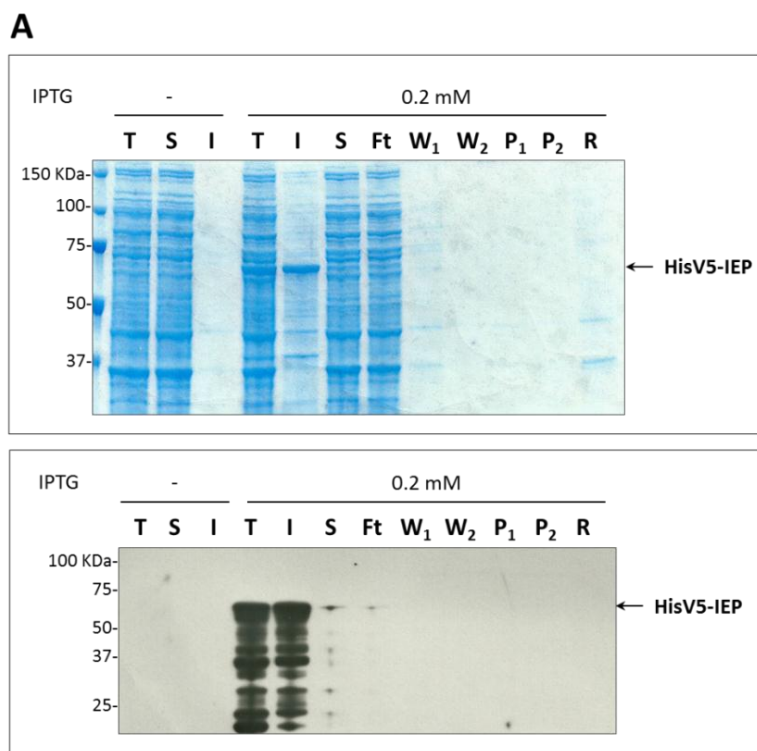 A
IPTG - 0.2 mM
T S I T I S Ft W₁ W₂ P₁ P₂ R
150 KDa-
100-
75-
← HisV5-IEP
50-
37-
IPTG - 0.2 mM
T S I T I S Ft W₁ W₂ P₁ P₂ R
100 KDa-
75-
← HisV5-IEP
50-
37-
25-